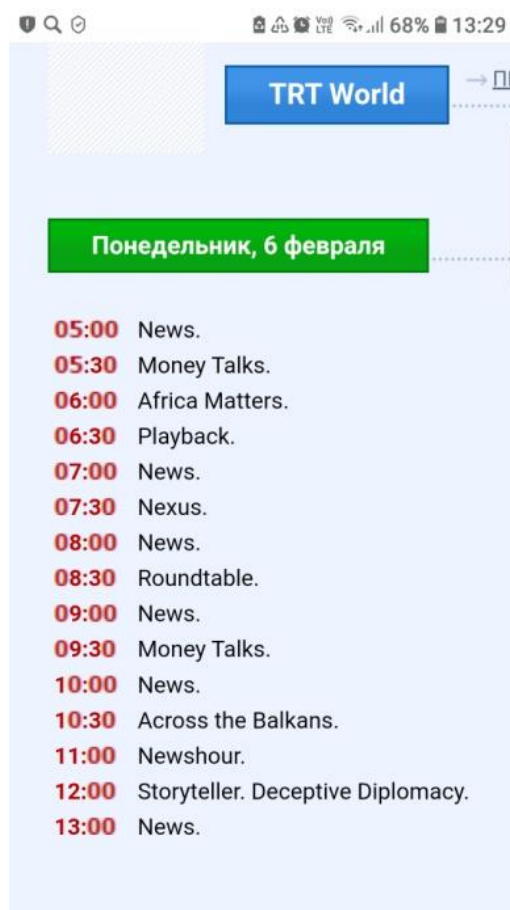 Vo)) LTE 68% 13:29
TRT World
Понедельник, 6 февраля
05:00 News.
05:30 Money Talks.
06:00 Africa Matters.
06:30 Playback.
07:00 News.
07:30 Nexus.
08:00 News.
08:30 Roundtable.
09:00 News.
09:30 Money Talks.
10:00 News.
10:30 Across the Balkans.
11:00 Newshour.
12:00 Storyteller. Deceptive Diplomacy.
13:00 News.